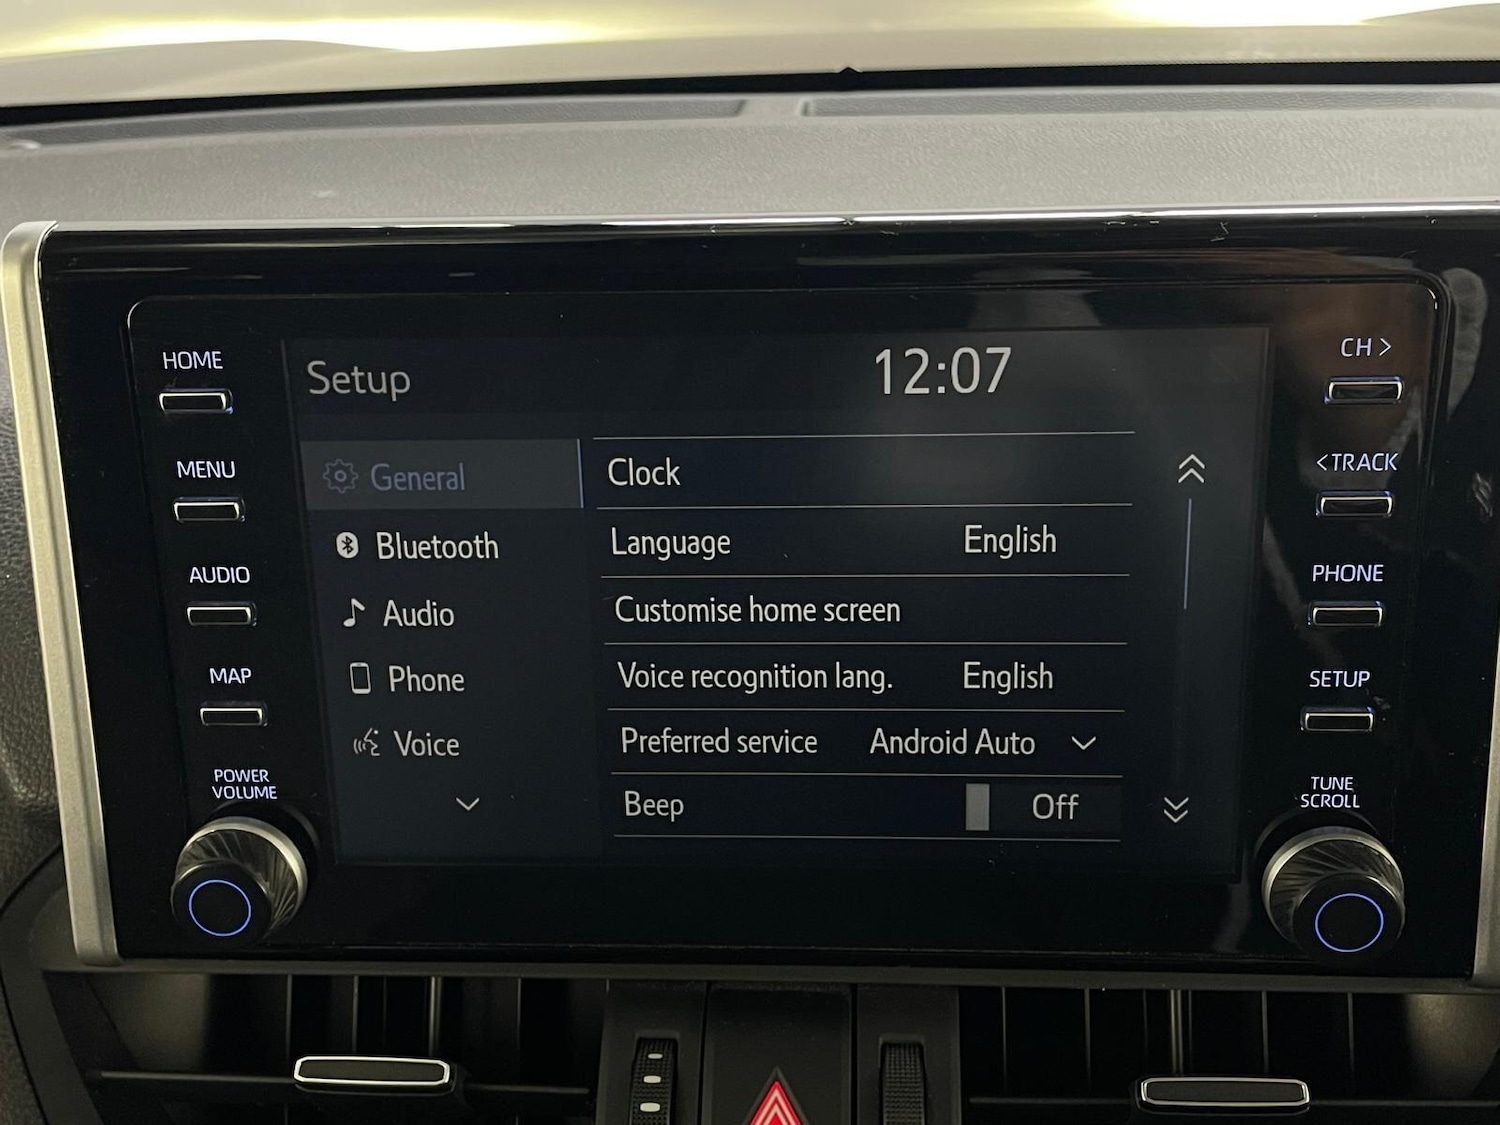 HOME
MENU
AUDIO
MAP
POWER
VOLUME
Setup
12:07
General
Bluetooth
Audio
Phone
Voice
Clock
Language English
Customise home screen
Voice recognition lang. English
Preferred service Android Auto
Beep Off
CH >
< TRACK
PHONE
SETUP
TUNE
SCROLL